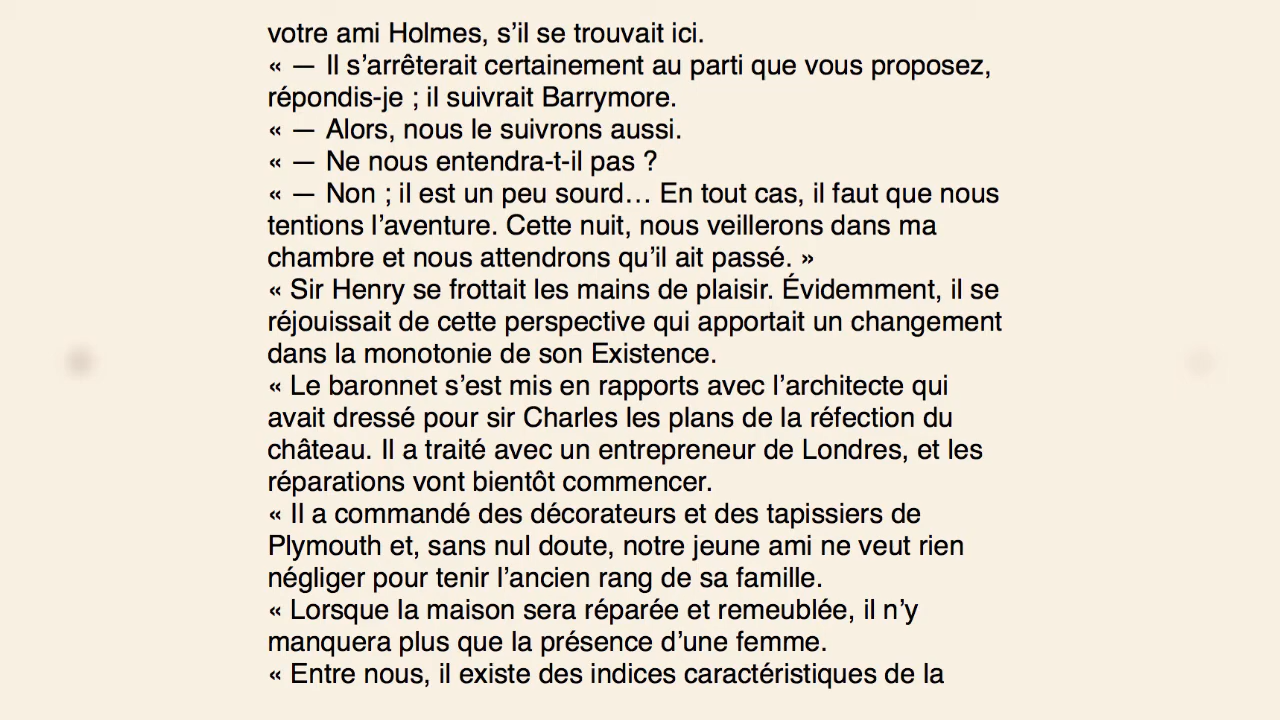 votre ami Holmes, s’il se trouvait ici.
« — Il s’arrêterait certainement au parti que vous proposez,
répondis-je ; il suivrait Barrymore.
« — Alors, nous le suivrons aussi.
« — Ne nous entendra-t-il pas ?
« — Non ; il est un peu sourd… En tout cas, il faut que nous
tentions l’aventure. Cette nuit, nous veillerons dans ma
chambre et nous attendrons qu’il ait passé. »
« Sir Henry se frottait les mains de plaisir. Évidemment, il se
réjouissait de cette perspective qui apportait un changement
dans la monotonie de son Existence.
« Le baronnet s’est mis en rapports avec l’architecte qui
avait dressé pour sir Charles les plans de la réfection du
château. Il a traité avec un entrepreneur de Londres, et les
réparations vont bientôt commencer.
« Il a commandé des décorateurs et des tapissiers de
Plymouth et, sans nul doute, notre jeune ami ne veut rien
négliger pour tenir l’ancien rang de sa famille.
« Lorsque la maison sera réparée et remeublée, il n’y
manquera plus que la présence d’une femme.
« Entre nous, il existe des indices caractéristiques de la